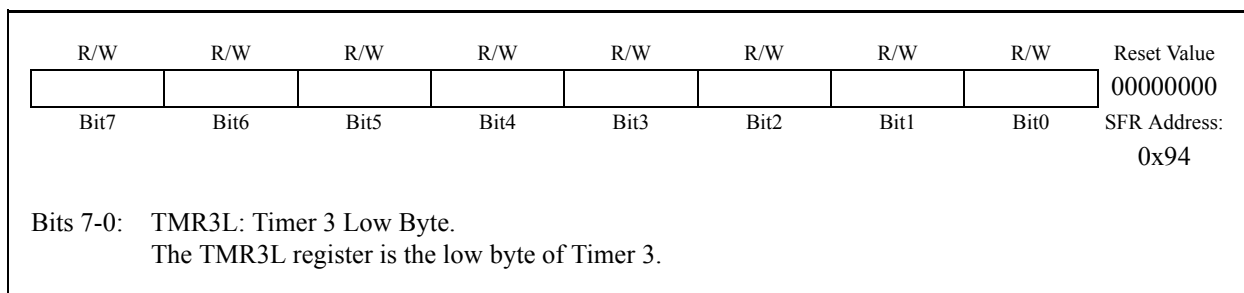 R/W R/W R/W R/W R/W R/W R/W R/W Reset Value
00000000
Bit7 Bit6 Bit5 Bit4 Bit3 Bit2 Bit1 Bit0 SFR Address:
0x94
Bits 7-0: TMR3L: Timer 3 Low Byte.
The TMR3L register is the low byte of Timer 3.